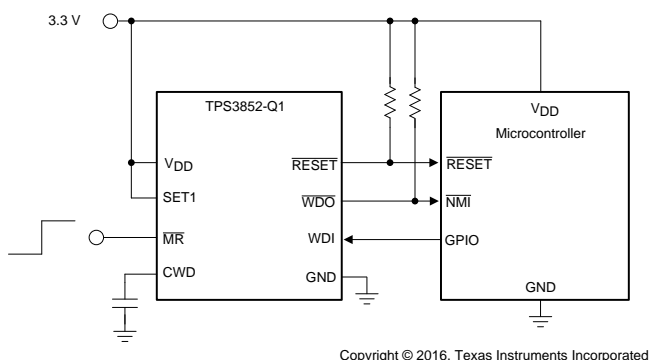 3.3 V
TPS3852-Q1
VDD
Microcontroller
VDD
RESET
RESET
SET1
WDO
NMI
MR
WDI
GPIO
CWD
GND
GND
Copyright © 2016, Texas Instruments Incorporated